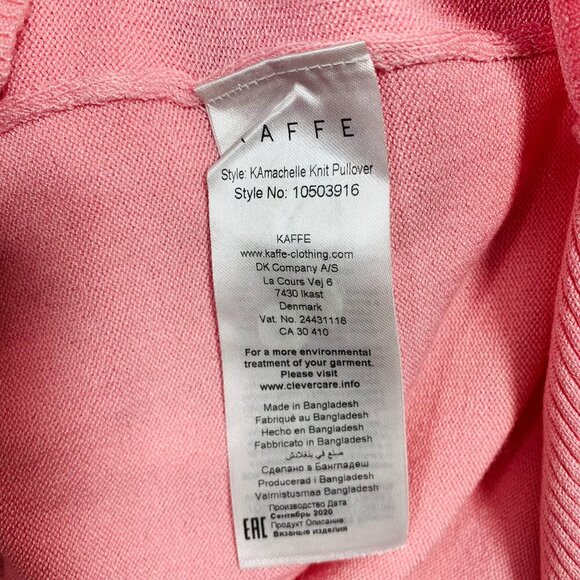 KAFFE
Style: KAmachelle Knit Pullover
Style No: 10503916
KAFFE
www.kaffe-clothing.com
DK Company A/S
La Cours Vej 6
7430 Ikast
Denmark
Vat. No. 24431118
CA 30 410
For a more environmental
treatment of your garment.
Please visit
www.clevercare.info
Made in Bangladesh
Fabriqué au Bangladesh
Hecho en Bangladesh
Fabbricato in Bangladesh
صنع في بنغلادش
Сделано в Бангладеш
Producerad i Bangladesh
Valmistusmaa Bangladesh
Производство Дата
Сентябрь 2020
EAC Продукт Описание:
Вязаные изделия